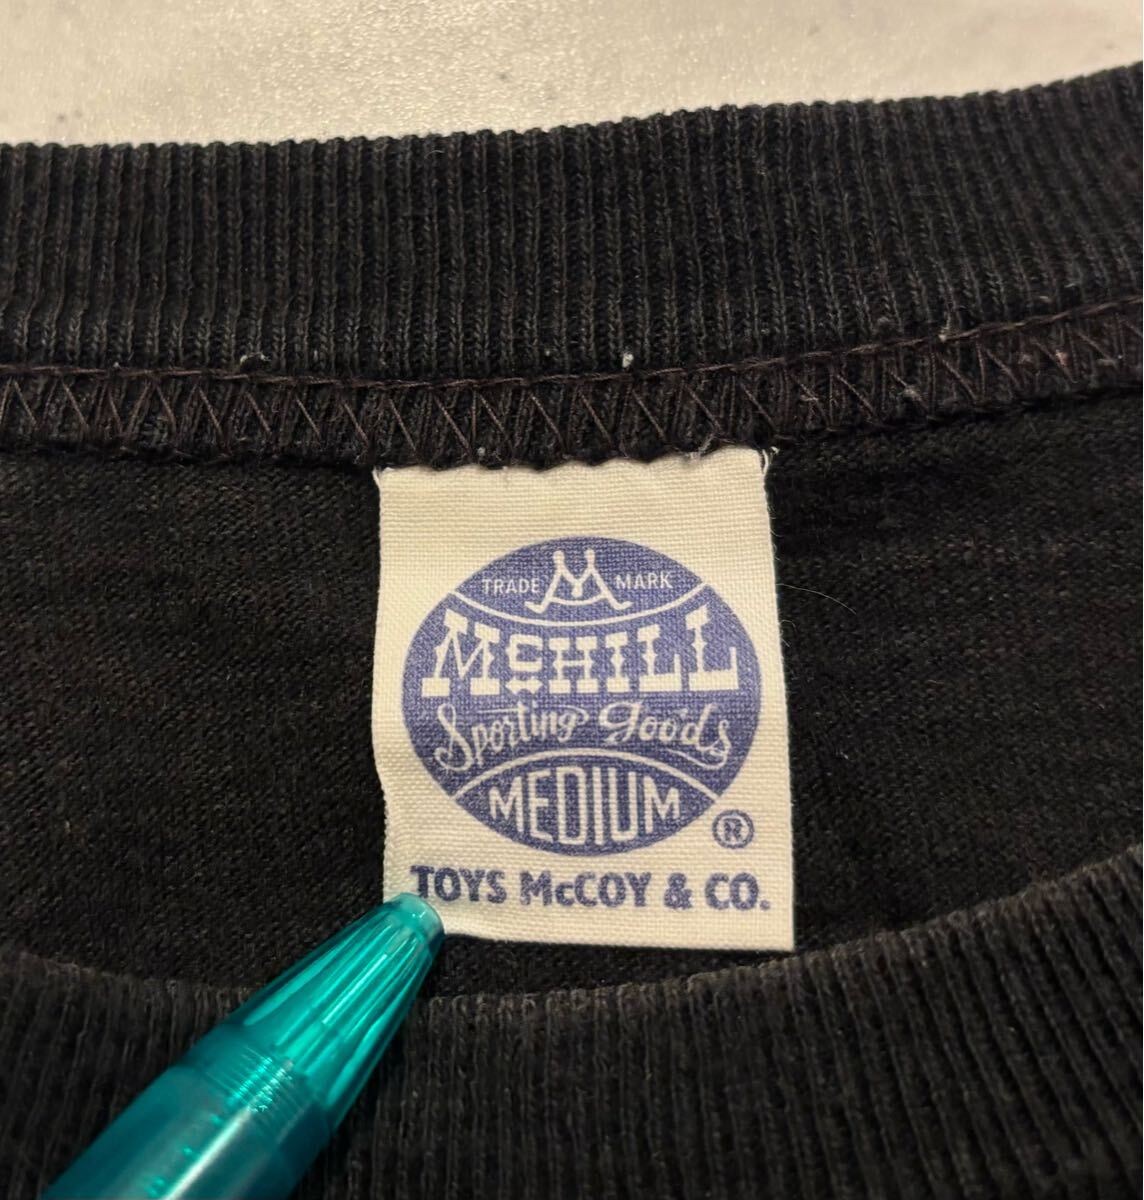 TRADE M MARK
McHILL
Sporting Goods
MEDIUM ®
TOYS McCOY & CO.